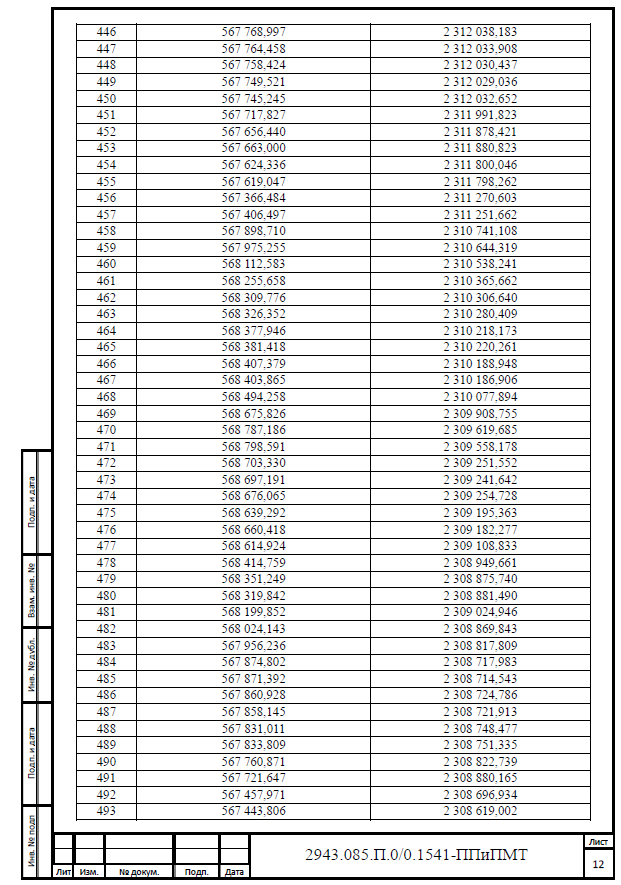 446 567 768,997 2 312 038,183
447 567 764,458 2 312 033,908
448 567 758,424 2 312 030,437
449 567 749,521 2 312 029,036
450 567 745,245 2 312 032,652
451 567 717,827 2 311 991,823
452 567 656,440 2 311 878,421
453 567 663,000 2 311 880,823
454 567 624,336 2 311 800,046
455 567 619,047 2 311 798,262
456 567 366,484 2 311 270,603
457 567 406,497 2 311 251,662
458 567 898,710 2 310 741,108
459 567 975,255 2 310 644,319
460 568 112,583 2 310 538,241
461 568 255,658 2 310 365,662
462 568 309,776 2 310 306,640
463 568 326,352 2 310 280,409
464 568 377,946 2 310 218,173
465 568 381,418 2 310 220,261
466 568 407,379 2 310 188,948
467 568 403,865 2 310 186,906
468 568 494,258 2 310 077,894
469 568 675,826 2 309 908,755
470 568 787,186 2 309 619,685
471 568 798,591 2 309 558,178
472 568 703,330 2 309 251,552
473 568 697,191 2 309 241,642
474 568 676,065 2 309 254,728
475 568 639,292 2 309 195,363
476 568 660,418 2 309 182,277
477 568 614,924 2 309 108,833
478 568 414,759 2 308 949,661
479 568 351,249 2 308 875,740
480 568 319,842 2 308 881,490
481 568 199,852 2 309 024,946
482 568 024,143 2 308 869,843
483 567 956,236 2 308 817,809
484 567 874,802 2 308 717,983
485 567 871,392 2 308 714,543
486 567 860,928 2 308 724,786
487 567 858,145 2 308 721,913
488 567 831,011 2 308 748,477
489 567 833,809 2 308 751,335
490 567 760,871 2 308 822,739
491 567 721,647 2 308 880,165
492 567 457,971 2 308 696,934
493 567 443,806 2 308 619,002
Подп. и дата
Взам. инв. №
Инв. № дубл.
Подп. и дата
Инв. № подп
Лит Изм. № докум. Подп. Дата
2943.085.П.0/0.1541-ППиПМТ
Лист
12